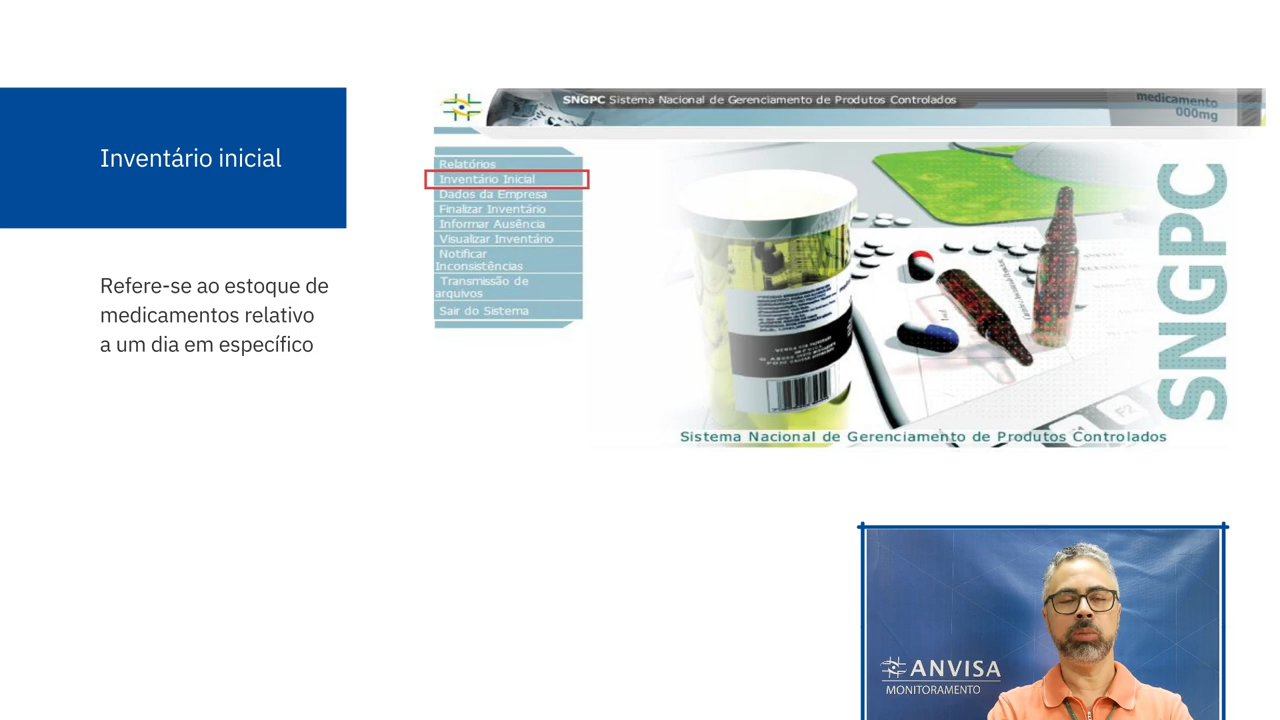 Inventário inicial
Refere-se ao estoque de
medicamentos relativo
a um dia em específico
SNGPC Sistema Nacional de Gerenciamento de Produtos Controlados
medicamento
000mg
Relatórios
Inventário Inicial
Dados da Empresa
Finalizar Inventário
Informar Ausência
Visualizar Inventário
Notificar
Inconsistências
Transmissão de
arquivos
Sair do Sistema
SNGPC
F2
Sistema Nacional de Gerenciamento de Produtos Controlados
ANVISA
MONITORAMENTO